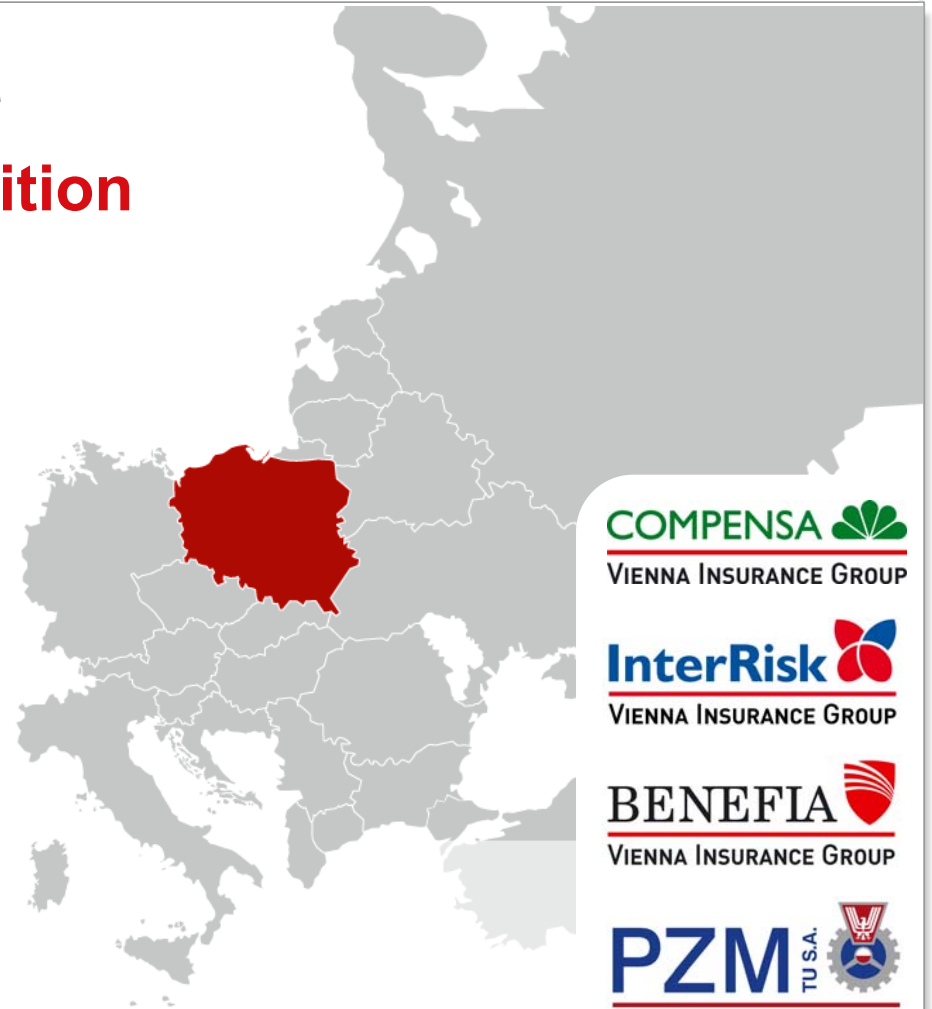 ition
COMPENSA
VIENNA INSURANCE GROUP
InterRisk
VIENNA INSURANCE GROUP
BENEFIA
VIENNA INSURANCE GROUP
PZM TU S.A.